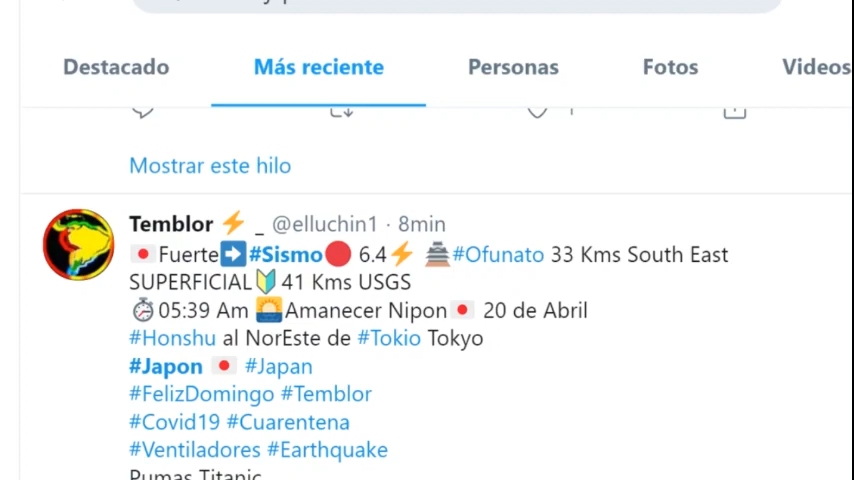 Destacado Más reciente Personas Fotos Videos
Mostrar este hilo
Temblor ⚡ _ @elluchin1 · 8min
🇯🇵Fuerte➡️#Sismo🔴 6.4⚡ 🏯#Ofunato 33 Kms South East
SUPERFICIAL🔰41 Kms USGS
⏱05:39 Am 🌅Amanecer Nipon🇯🇵 20 de Abril
#Honshu al NorEste de #Tokio Tokyo
#Japon 🇯🇵 #Japan
#FelizDomingo #Temblor
#Covid19 #Cuarentena
#Ventiladores #Earthquake
Pumas Titanic